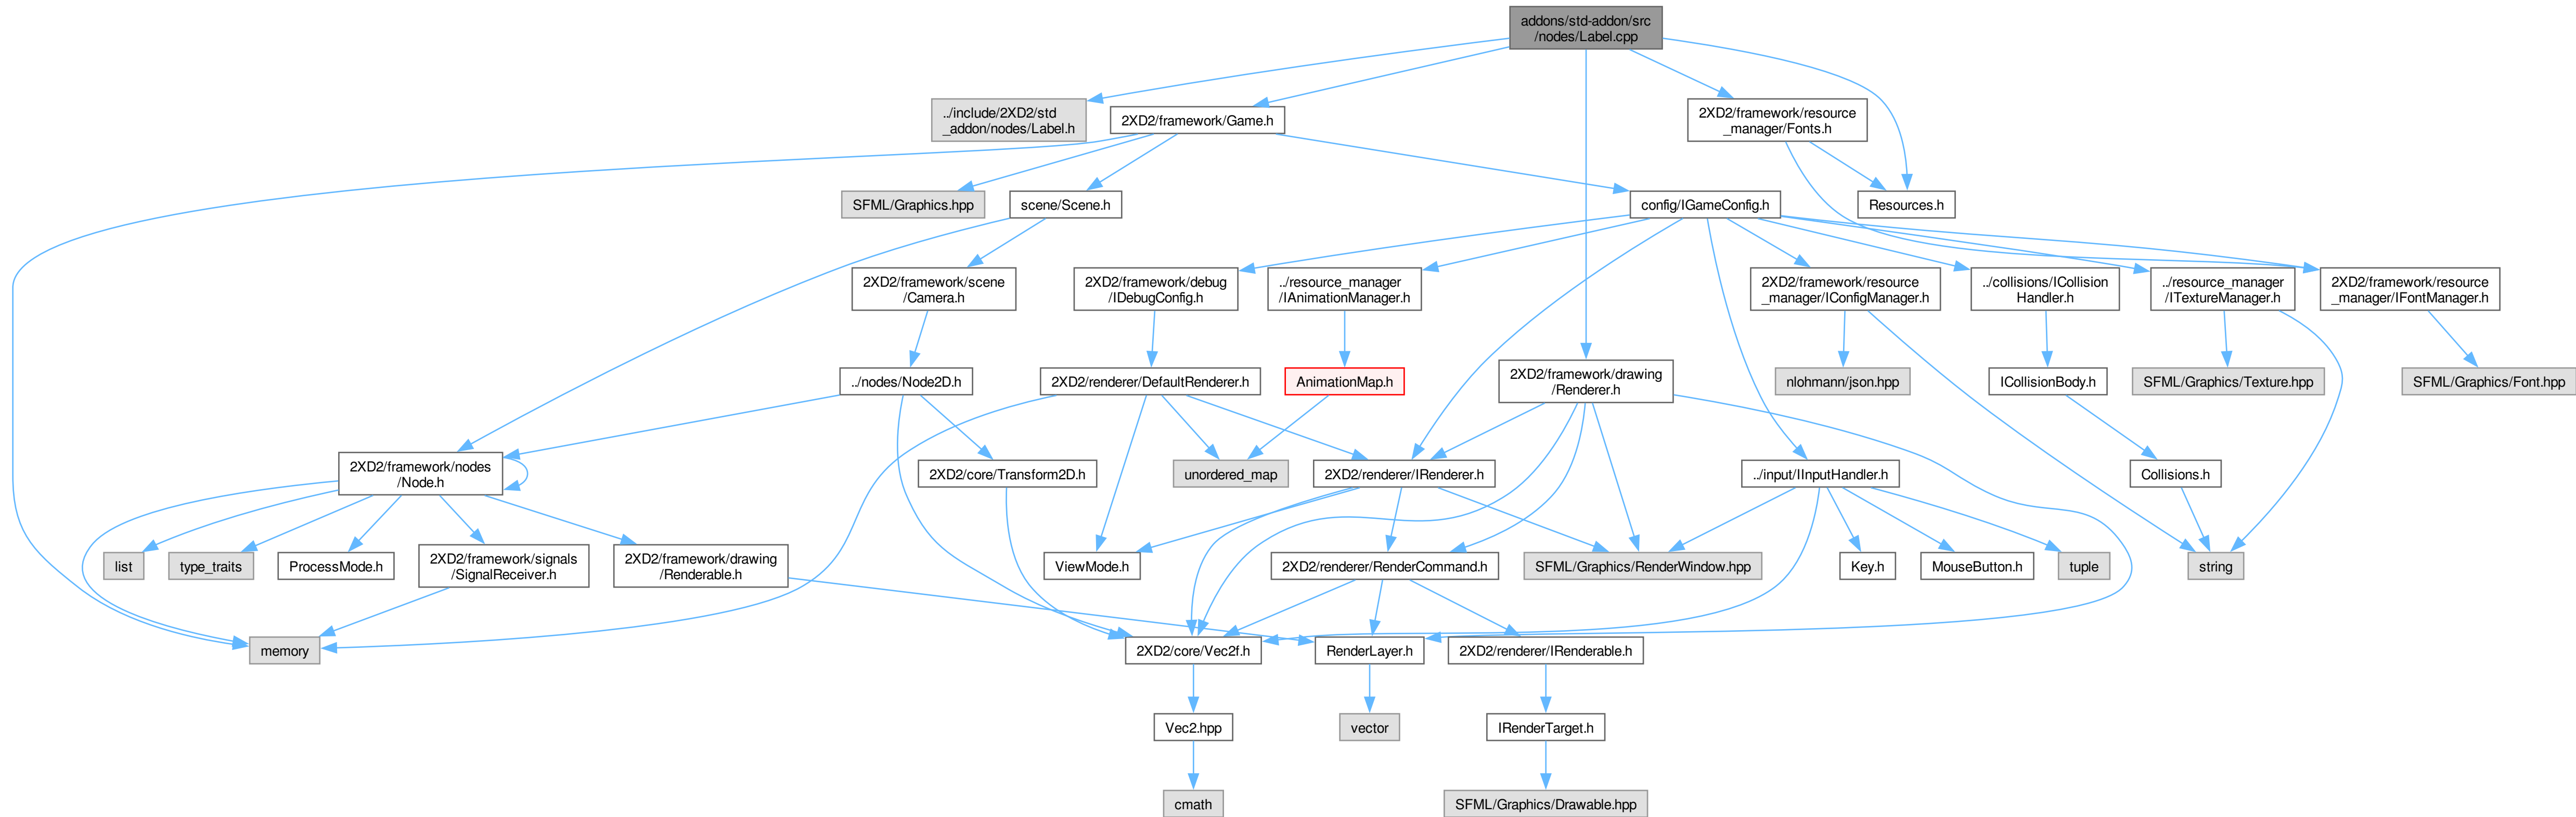 addons/std-addon/src
/nodes/Label.cpp
../include/2XD2/std
_addon/nodes/Label.h
2XD2/framework/Game.h
2XD2/framework/resource
_manager/Fonts.h
SFML/Graphics.hpp
scene/Scene.h
config/IGameConfig.h
Resources.h
2XD2/framework/scene
/Camera.h
2XD2/framework/debug
/IDebugConfig.h
../resource_manager
/IAnimationManager.h
2XD2/framework/resource
_manager/IConfigManager.h
../collisions/ICollision
Handler.h
../resource_manager
/ITextureManager.h
2XD2/framework/resource
_manager/IFontManager.h
../nodes/Node2D.h
2XD2/renderer/DefaultRenderer.h
AnimationMap.h
2XD2/framework/drawing
/Renderer.h
nlohmann/json.hpp
ICollisionBody.h
SFML/Graphics/Texture.hpp
SFML/Graphics/Font.hpp
2XD2/framework/nodes
/Node.h
2XD2/core/Transform2D.h
unordered_map
2XD2/renderer/IRenderer.h
../input/IInputHandler.h
Collisions.h
list
type_traits
ProcessMode.h
2XD2/framework/signals
/SignalReceiver.h
2XD2/framework/drawing
/Renderable.h
ViewMode.h
2XD2/renderer/RenderCommand.h
SFML/Graphics/RenderWindow.hpp
Key.h
MouseButton.h
tuple
string
memory
2XD2/core/Vec2f.h
RenderLayer.h
2XD2/renderer/IRenderable.h
Vec2.hpp
vector
IRenderTarget.h
cmath
SFML/Graphics/Drawable.hpp